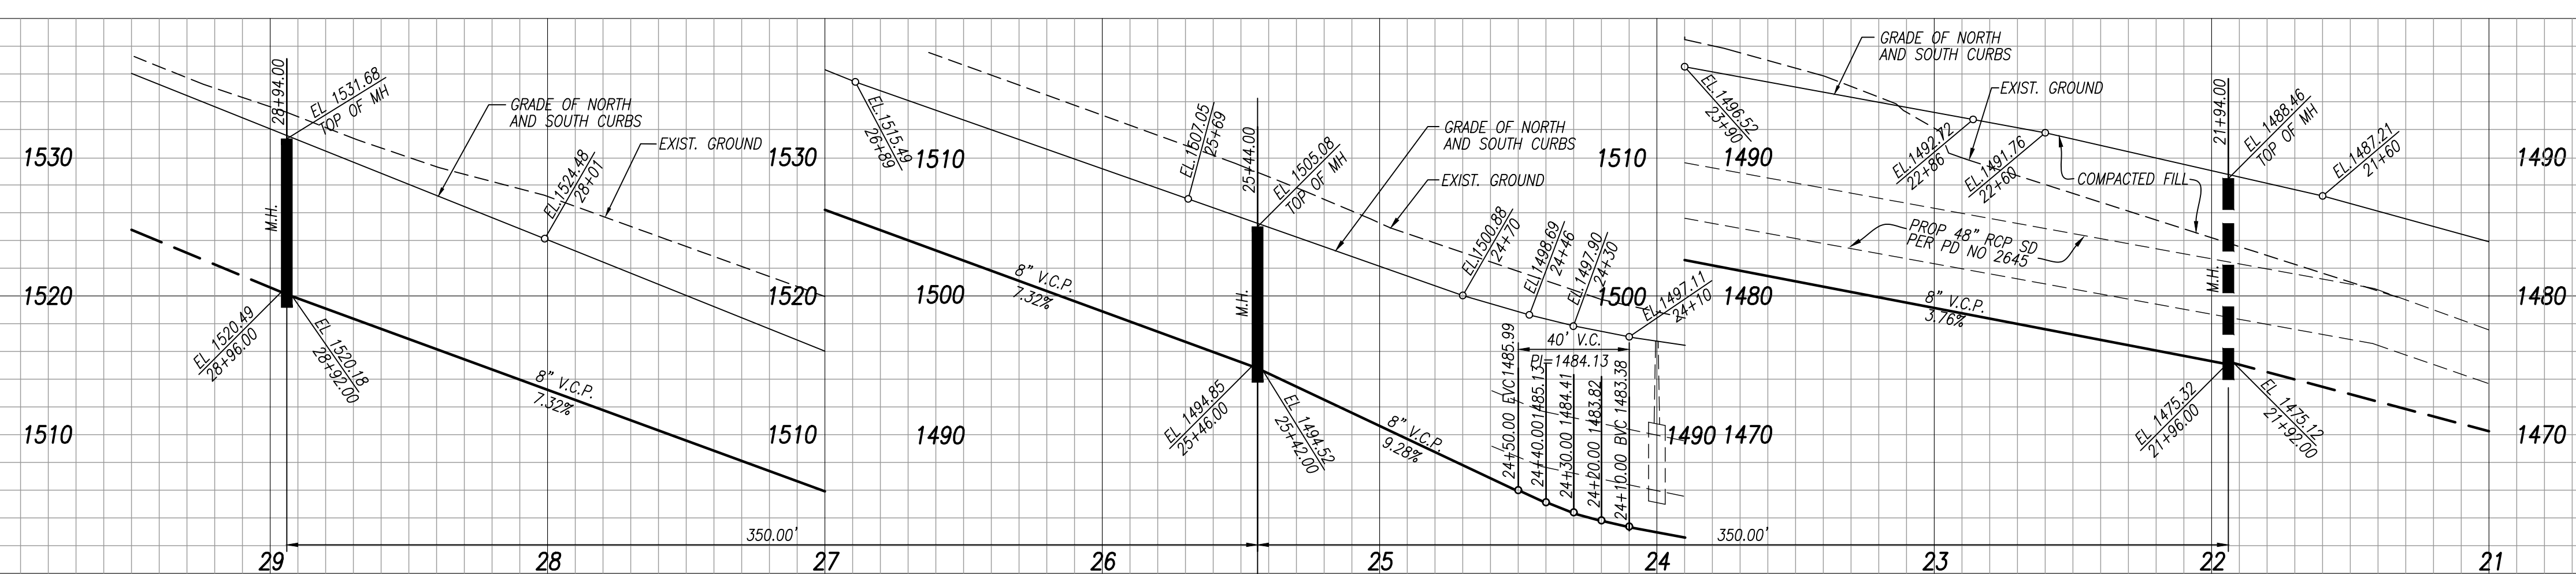 28+94.00
EL 1531.68
TOP OF MH
GRADE OF NORTH
AND SOUTH CURBS
EXIST. GROUND
EL.1524.48
28+01
M.H.
1530
1520
1510
EL 1520.49
28+96.00
EL 1520.18
28+92.00
8" V.C.P.
7.32%
350.00'
29
28
27
1530
1520
1510
EL.1515.49
26+89
1510
1500
1490
EL.1507.05
25+69
25+44.00
EL 1505.08
TOP OF MH
GRADE OF NORTH
AND SOUTH CURBS
EXIST. GROUND
8" V.C.P.
7.32%
M.H.
EL 1494.85
25+46.00
EL 1494.52
25+42.00
8" V.C.P.
9.28%
EL.1500.88
24+70
EL.1498.69
24+46
EL.1497.90
24+30
EL.1497.11
24+10
40' V.C.
PI=1484.13
24+50.00 EVC1485.99
24+40.00 1485.13
24+30.00 1484.41
24+20.00 1483.82
24+10.00 BVC 1483.38
350.00'
26
25
24
1510
1500
1490
1490
1480
1470
EL.1496.52
23+90
GRADE OF NORTH
AND SOUTH CURBS
EXIST. GROUND
EL.1492.72
22+86
EL.1491.76
22+60
COMPACTED FILL
PROP 48" RCP SD
PER PD NO 2645
8" V.C.P.
3.76%
21+94.00
EL 1488.46
TOP OF MH
EL.1487.21
21+60
M.H.
EL 1475.32
21+96.00
EL 1475.12
21+92.00
23
22
21
1490
1480
1470